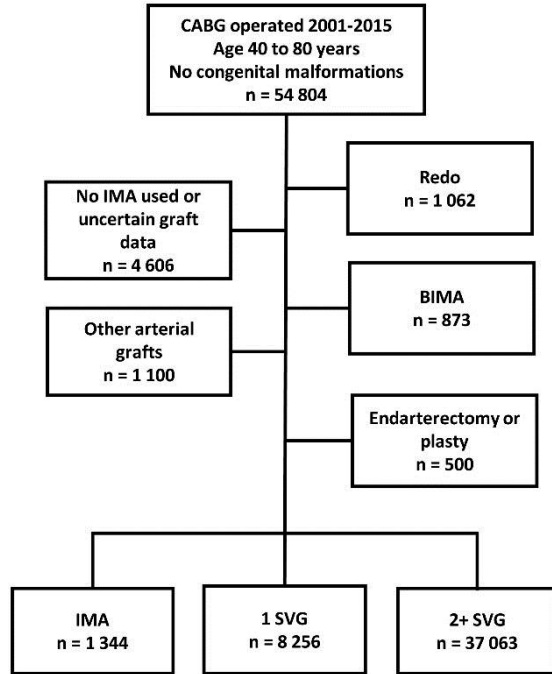 CABG operated 2001-2015
Age 40 to 80 years
No congenital malformations
n = 54 804
Redo
n = 1 062
No IMA used or
uncertain graft
data
n = 4 606
BIMA
n = 873
Other arterial
grafts
n = 1 100
Endarterectomy or
plasty
n = 500
IMA
n = 1 344
1 SVG
n = 8 256
2+ SVG
n = 37 063